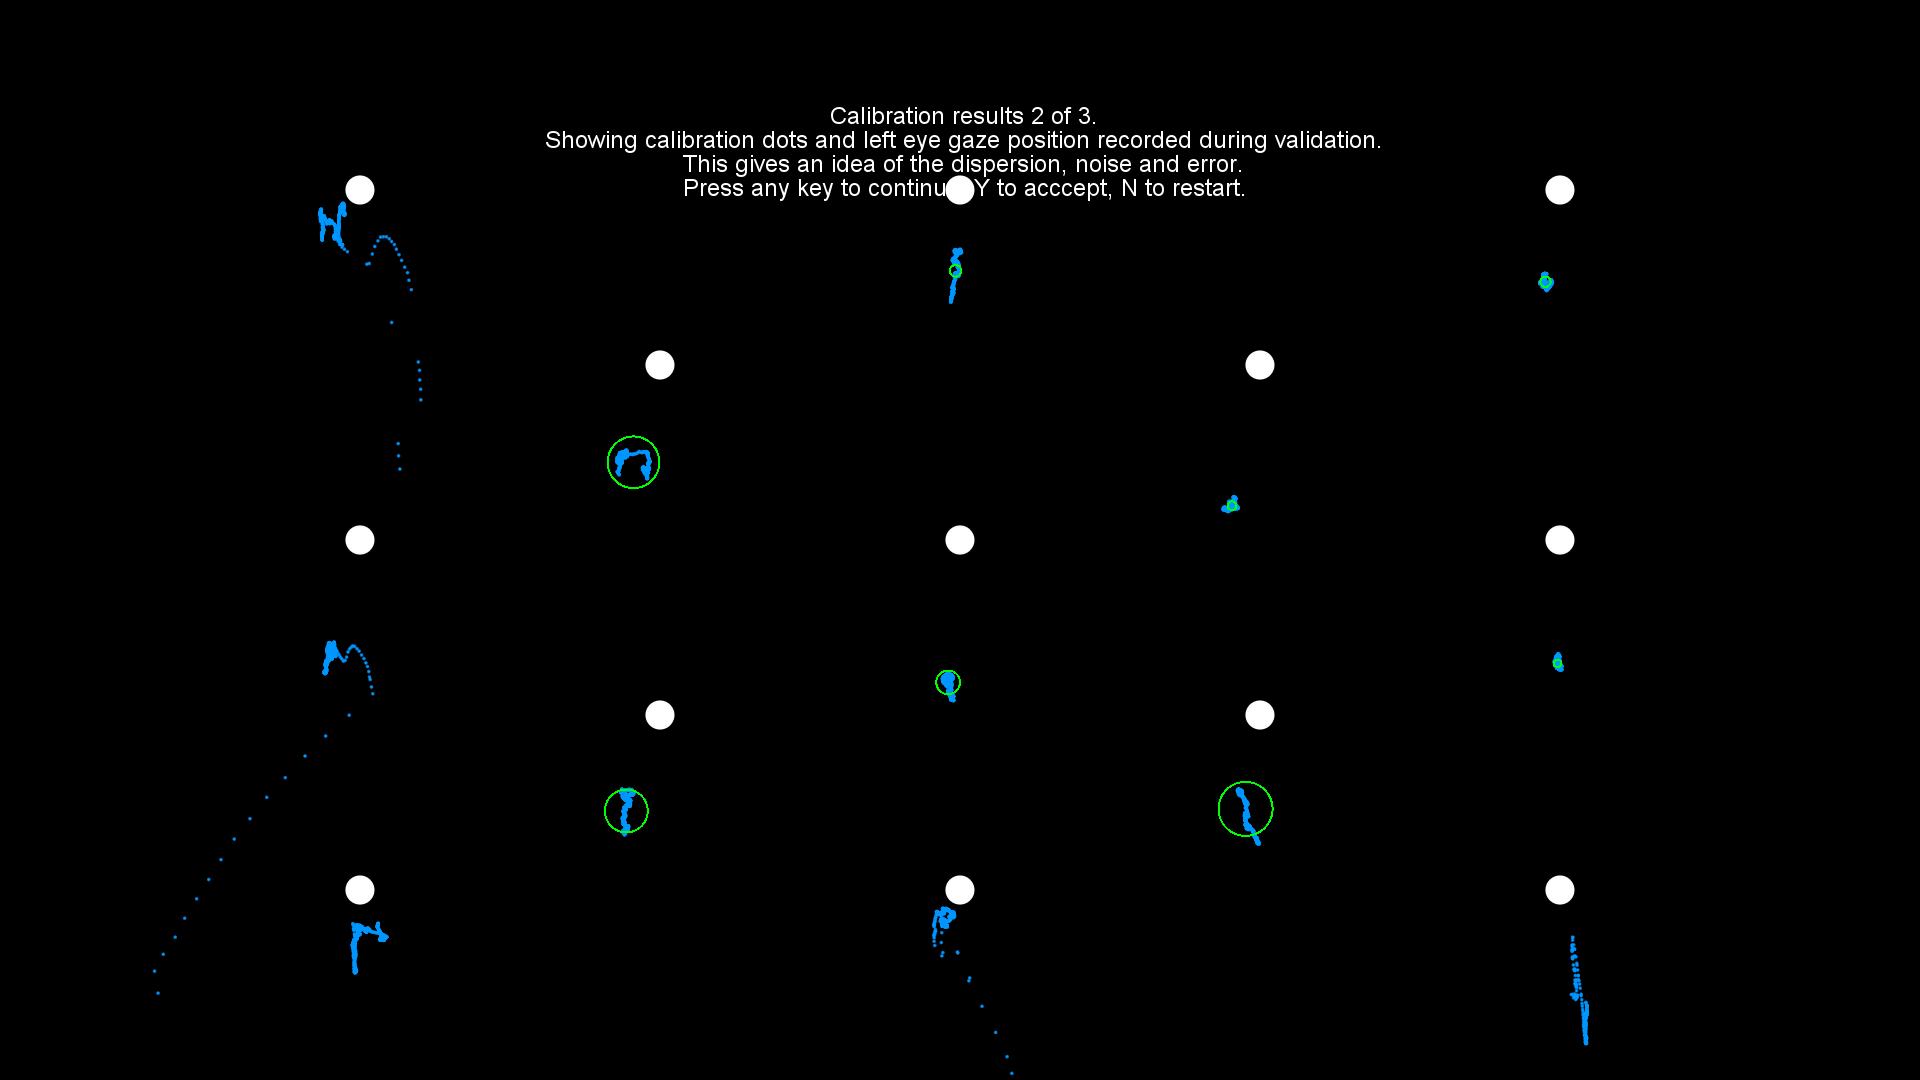 Calibration results 2 of 3.
Showing calibration dots and left eye gaze position recorded during validation.
This gives an idea of the dispersion, noise and error.
Press any key to continu Y to acccept, N to restart.